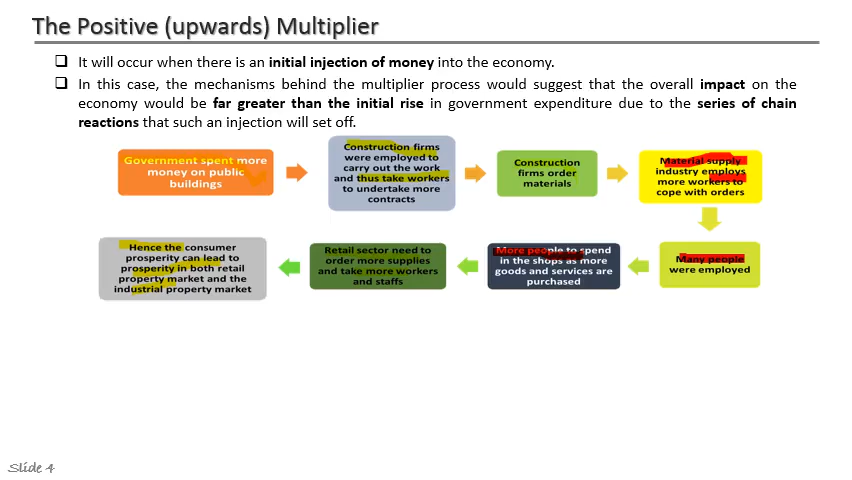 The Positive (upwards) Multiplier
❑ It will occur when there is an initial injection of money into the economy.
❑ In this case, the mechanisms behind the multiplier process would suggest that the overall impact on the
economy would be far greater than the initial rise in government expenditure due to the series of chain
reactions that such an injection will set off.
Government spent more
money on public
buildings
Construction firms
were employed to
carry out the work
and thus take workers
to undertake more
contracts
Construction
firms order
materials
Material supply
industry employs
more workers to
cope with orders
Many people
were employed
More people to spend
in the shops as more
goods and services are
purchased
Retail sector need to
order more supplies
and take more workers
and staffs
Hence the consumer
prosperity can lead to
prosperity in both retail
property market and the
industrial property market
Slide 4